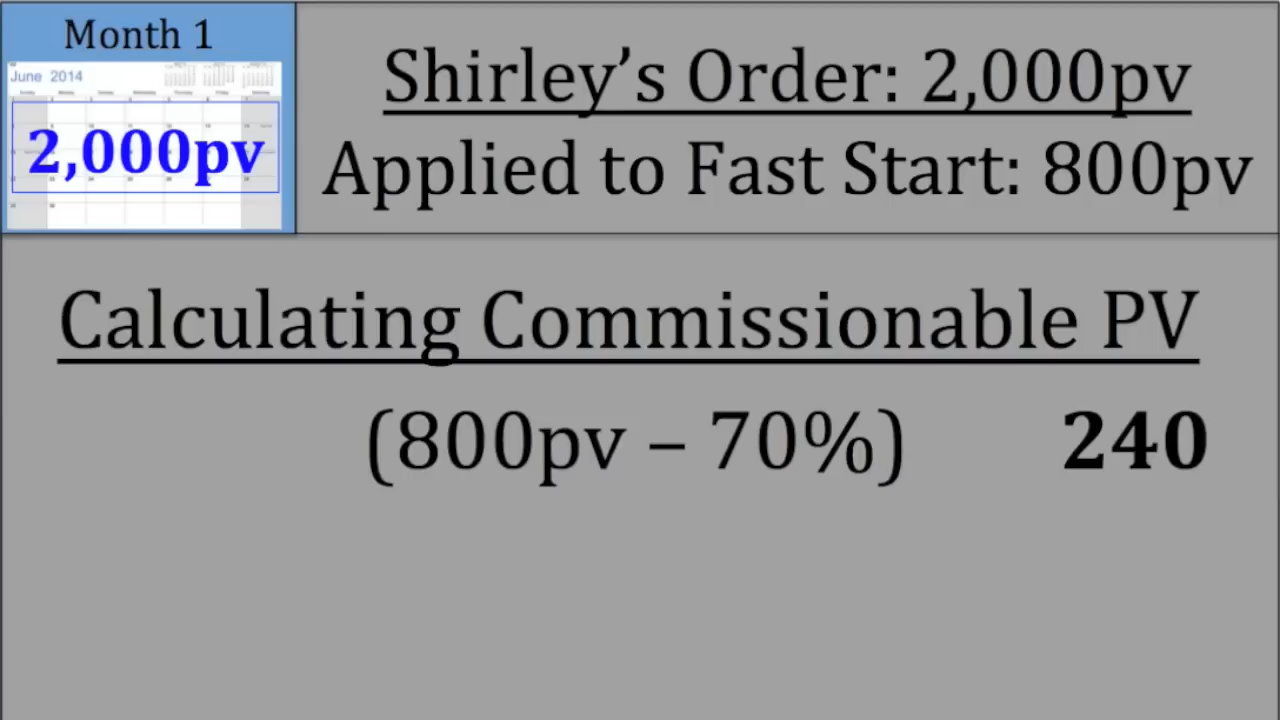 Month 1
June 2014
2,000pv
Shirley’s Order: 2,000pv
Applied to Fast Start: 800pv
Calculating Commissionable PV
(800pv – 70%) 240